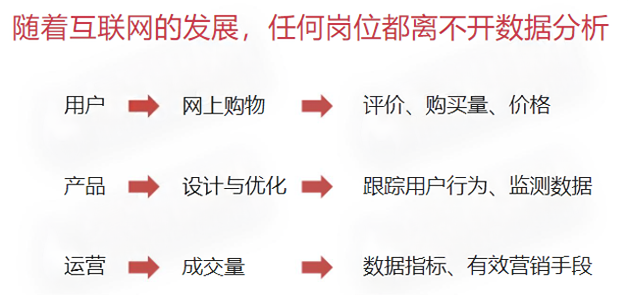 随着互联网的发展，任何岗位都离不开数据分析
用户 网上购物 评价、购买量、价格
产品 设计与优化 跟踪用户行为、监测数据
运营 成交量 数据指标、有效营销手段